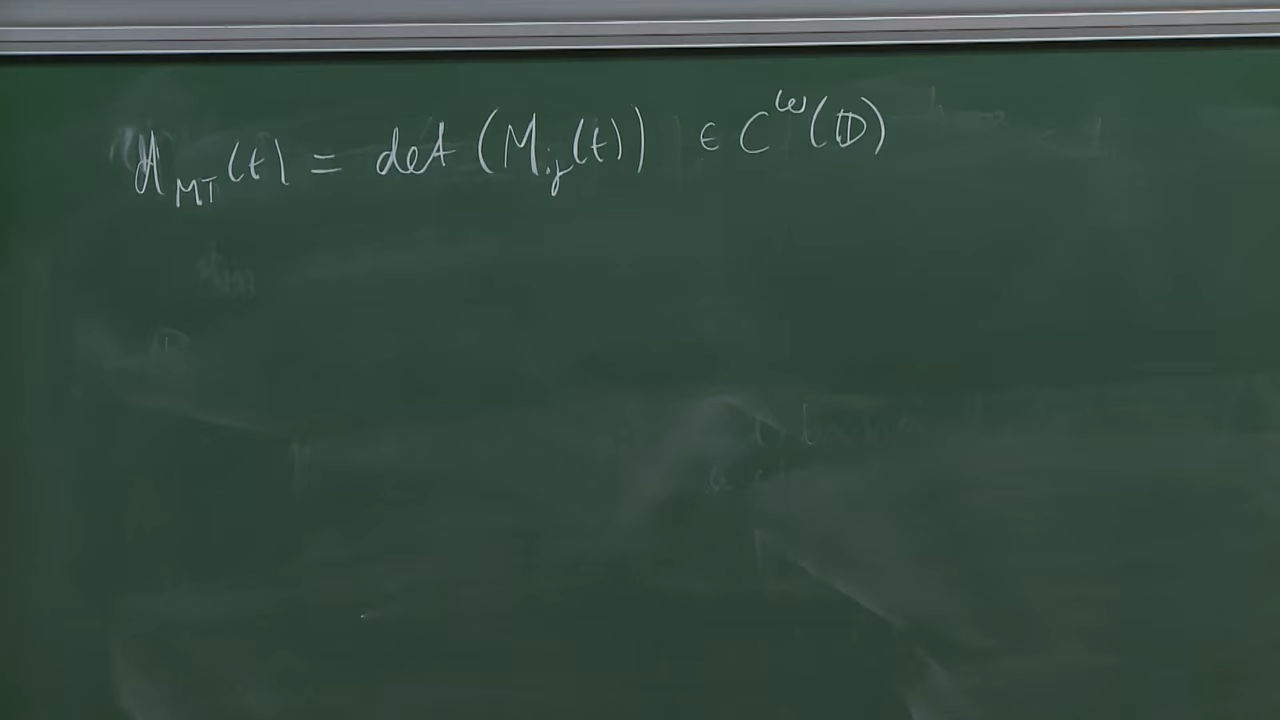 Δ_MT(t) = det (M_ij(t)) ∈ C^ω(𝔻)